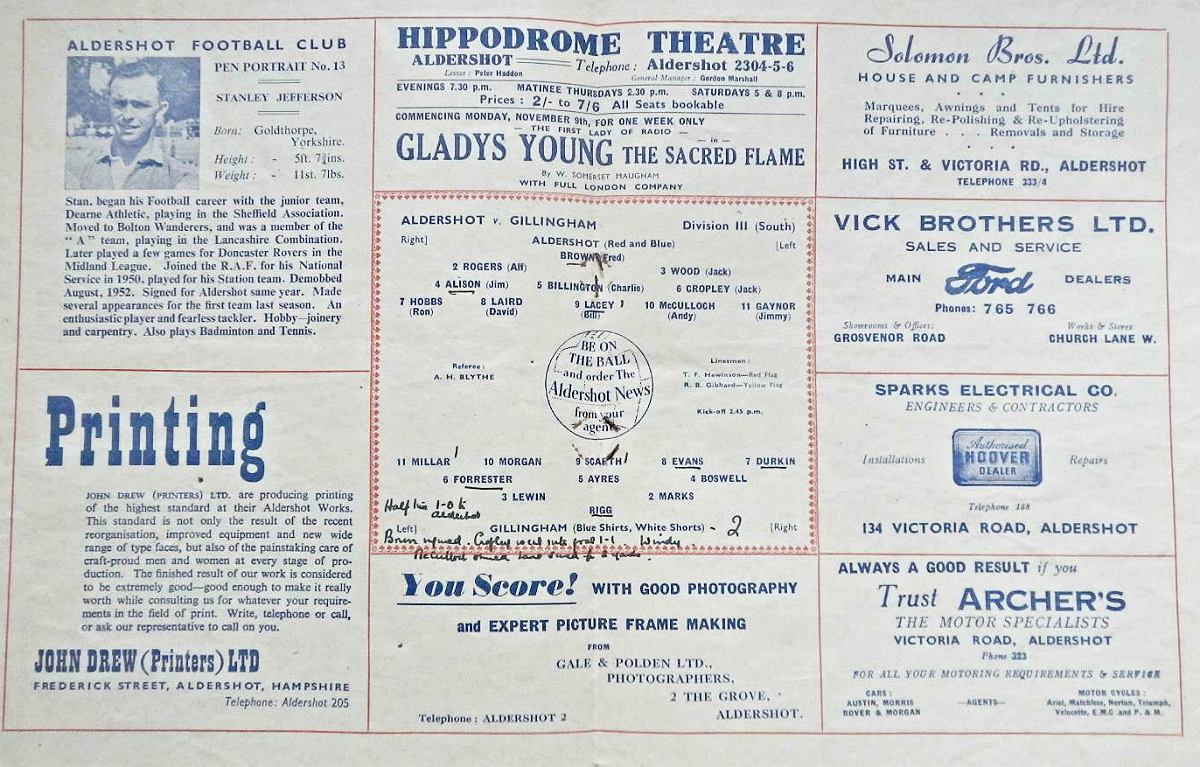 ALDERSHOT FOOTBALL CLUB
PEN PORTRAIT No. 13
STANLEY JEFFERSON
Born: Goldthorpe,
Yorkshire.
Height: - 5ft. 7¾ins.
Weight: - 11st. 7lbs.
Stan. began his Football career with the junior team,
Dearne Athletic, playing in the Sheffield Association.
Moved to Bolton Wanderers, and was a member of the
"A" team, playing in the Lancashire Combination.
Later played a few games for Doncaster Rovers in the
Midland League. Joined the R.A.F. for his National
Service in 1950, played for his Station team. Demobbed
August, 1952. Signed for Aldershot same year. Made
several appearances for the first team last season. An
enthusiastic player and fearless tackler. Hobby—joinery
and carpentry. Also plays Badminton and Tennis.
Printing
JOHN DREW (PRINTERS) LTD. are producing printing
of the highest standard at their Aldershot Works.
This standard is not only the result of the recent
reorganisation, improved equipment and new wide
range of type faces, but also of the painstaking care of
craft-proud men and women at every stage of pro-
duction. The finished result of our work is considered
to be extremely good—good enough to make it really
worth while consulting us for whatever your require-
ments in the field of print. Write, telephone or call,
or ask our representative to call on you.
JOHN DREW (Printers) LTD
FREDERICK STREET, ALDERSHOT, HAMPSHIRE
Telephone: Aldershot 205
HIPPODROME THEATRE
ALDERSHOT Telephone: Aldershot 2304-5-6
Lessee: Peter Haddon General Manager: Gordon Marshall
EVENINGS 7.30 p.m. MATINEE THURSDAYS 2.30 p.m. SATURDAYS 5 & 8 p.m.
Prices: 2/- to 7/6 All Seats bookable
COMMENCING MONDAY, NOVEMBER 9th, FOR ONE WEEK ONLY
— THE FIRST LADY OF RADIO — — in —
GLADYS YOUNG THE SACRED FLAME
By W. SOMERSET MAUGHAM
WITH FULL LONDON COMPANY
ALDERSHOT v. GILLINGHAM Division III (South)
Right] ALDERSHOT (Red and Blue) [Left
BROWN (Fred)
2 ROGERS (Alf) 3 WOOD (Jack)
4 ALISON (Jim) 5 BILLINGTON (Charlie) 6 CROPLEY (Jack)
7 HOBBS 8 LAIRD 9 LACEY 10 McCULLOCH 11 GAYNOR
(Ron) (David) (Bill) (Andy) (Jimmy)
BE ON
THE BALL
—and order The
Aldershot News
from your
agent
Referee:
A. H. BLYTHE
Linesmen:
T. F. Hewinson—Red Flag
R. B. Gibbard—Yellow Flag
Kick-off 2.45 p.m.
11 MILLAR 10 MORGAN 9 SCARTH 8 EVANS 7 DURKIN
6 FORRESTER 5 AYRES 4 BOSWELL
3 LEWIN 2 MARKS
RIGG
Half time 1-0 to
Aldershot
Left] GILLINGHAM (Blue Shirts, White Shorts) - 2 [Right
Brown injured. Cropley went into goal 1-1. Windy.
You Score! WITH GOOD PHOTOGRAPHY
and EXPERT PICTURE FRAME MAKING
FROM
GALE & POLDEN LTD.,
PHOTOGRAPHERS,
2 THE GROVE,
Telephone: ALDERSHOT 2 ALDERSHOT.
Solomon Bros. Ltd.
HOUSE AND CAMP FURNISHERS
Marquees, Awnings and Tents for Hire
Repairing, Re-Polishing & Re-Upholstering
of Furniture . . . Removals and Storage
HIGH ST. & VICTORIA RD., ALDERSHOT
TELEPHONE 333/4
VICK BROTHERS LTD.
SALES AND SERVICE
MAIN Ford DEALERS
Phones: 765 766
Showrooms & Offices: Works & Stores
GROSVENOR ROAD CHURCH LANE W.
SPARKS ELECTRICAL CO.
ENGINEERS & CONTRACTORS
Installations Authorised HOOVER DEALER Repairs
Telephone 158
134 VICTORIA ROAD, ALDERSHOT
ALWAYS A GOOD RESULT if you
Trust ARCHER'S
THE MOTOR SPECIALISTS
VICTORIA ROAD, ALDERSHOT
Phone 323
FOR ALL YOUR MOTORING REQUIREMENTS & SERVICE
CARS: MOTOR CYCLES:
AUSTIN, MORRIS —AGENTS— Ariel, Matchless, Norton, Triumph,
ROVER & MORGAN Velocette, E.M.C and P. & M.